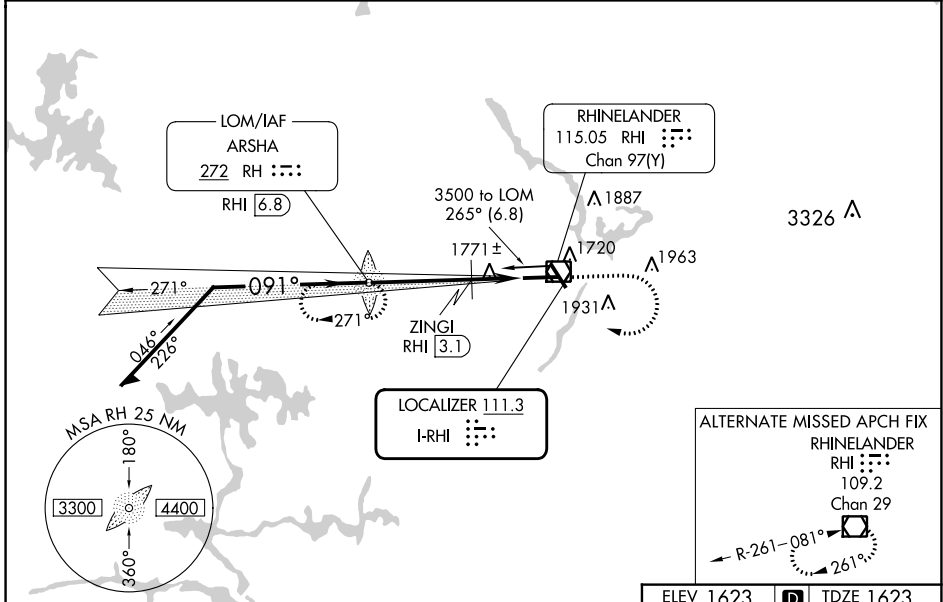 LOM/IAF
ARSHA
272 RH
RHI 6.8
RHINELANDER
115.05 RHI
Chan 97(Y)
3500 to LOM
265° (6.8)
1887
3326
1771±
1720
1963
271°
091°
271°
1931
046°
226°
ZINGI
RHI 3.1
LOCALIZER 111.3
I-RHI
MSA RH 25 NM
180°
3300
4400
360°
ALTERNATE MISSED APCH FIX
RHINELANDER
RHI
109.2
Chan 29
R-261
081°
261°
ELEV 1623 D TDZE 1623